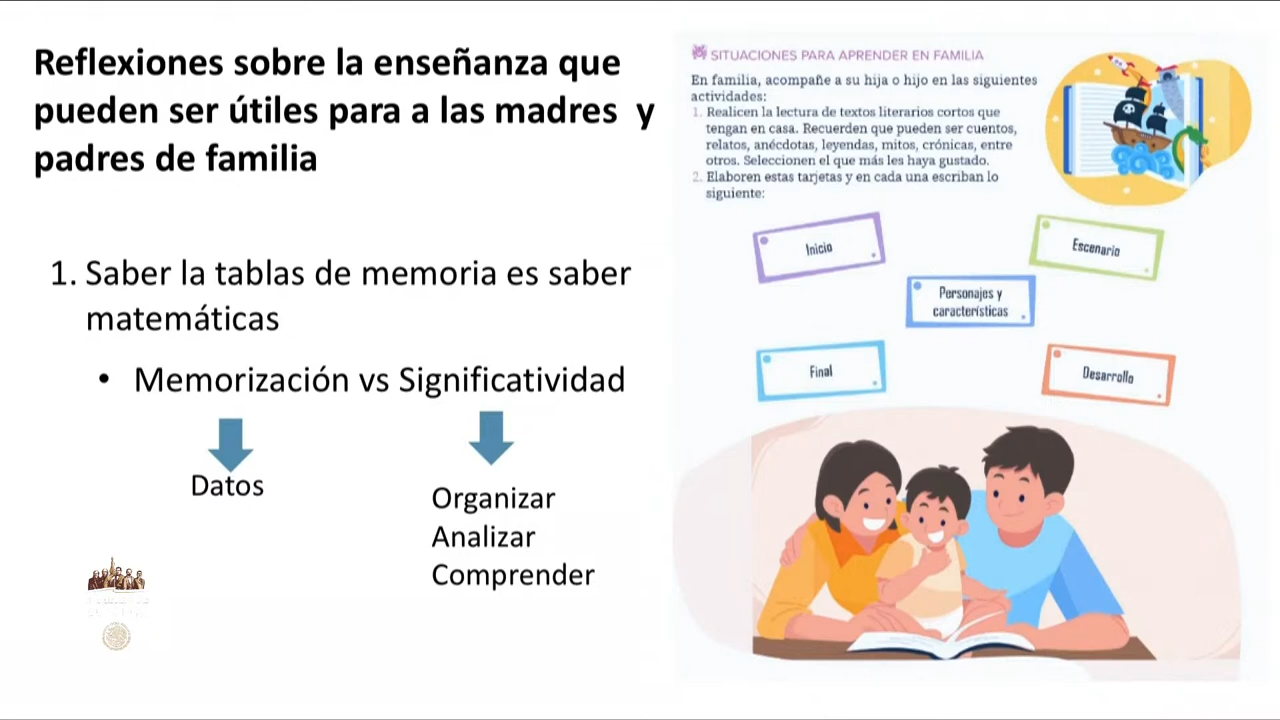 Reflexiones sobre la enseñanza que
pueden ser útiles para a las madres y
padres de familia
1. Saber la tablas de memoria es saber
matemáticas
• Memorización vs Significatividad
Datos
Organizar
Analizar
Comprender
SITUACIONES PARA APRENDER EN FAMILIA
En familia, acompañe a su hija o hijo en las siguientes
actividades:
1. Realicen la lectura de textos literarios cortos que
tengan en casa. Recuerden que pueden ser cuentos,
relatos, anécdotas, leyendas, mitos, crónicas, entre
otros. Seleccionen el que más les haya gustado.
2. Elaboren estas tarjetas y en cada una escriban lo
siguiente:
Inicio
Escenario
Personajes y
características
Final
Desarrollo